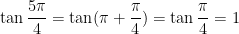 tan 5π/4 = tan(π + π/4) = tan π/4 = 1